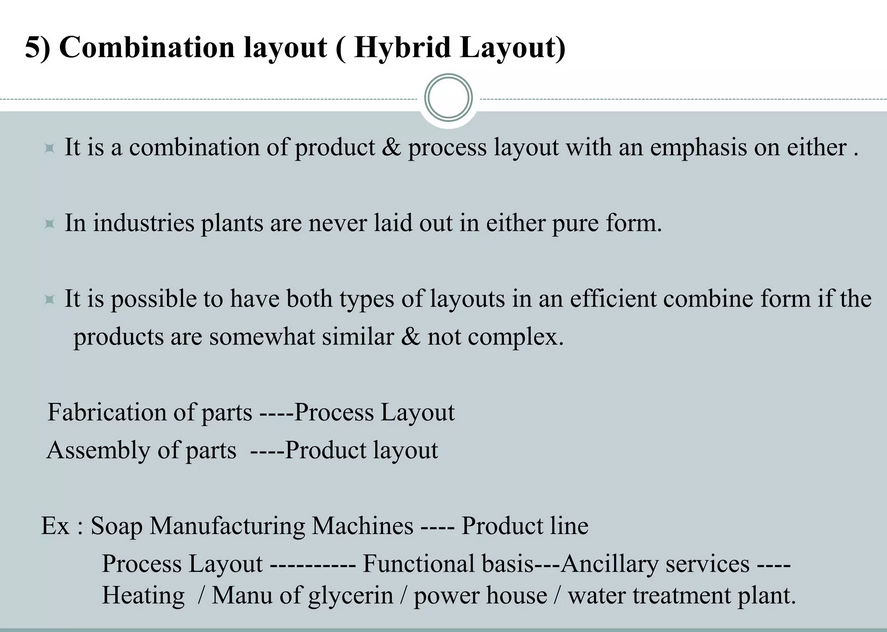 5) Combination layout ( Hybrid Layout)
It is a combination of product & process layout with an emphasis on either .
In industries plants are never laid out in either pure form.
It is possible to have both types of layouts in an efficient combine form if the
products are somewhat similar & not complex.
Fabrication of parts ----Process Layout
Assembly of parts ----Product layout
Ex : Soap Manufacturing Machines ---- Product line
Process Layout ---------- Functional basis---Ancillary services ----
Heating / Manu of glycerin / power house / water treatment plant.